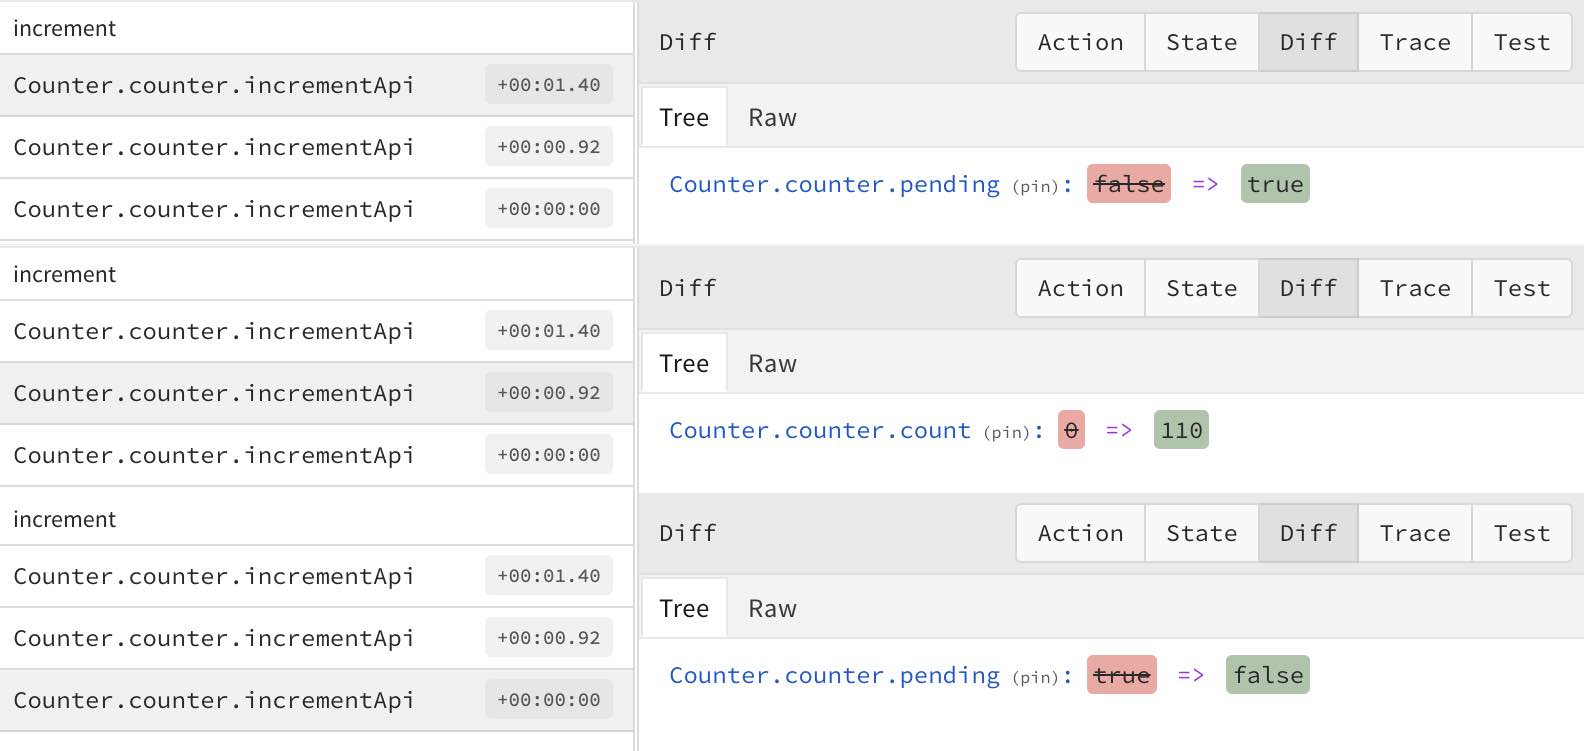 increment
Diff Action State Diff Trace Test
Counter.counter.incrementApi +00:01.40
Tree Raw
Counter.counter.incrementApi +00:00.92
Counter.counter.pending (pin): false => true
Counter.counter.incrementApi +00:00:00
increment
Diff Action State Diff Trace Test
Counter.counter.incrementApi +00:01.40
Tree Raw
Counter.counter.incrementApi +00:00.92
Counter.counter.count (pin): 0 => 110
Counter.counter.incrementApi +00:00:00
increment
Diff Action State Diff Trace Test
Counter.counter.incrementApi +00:01.40
Tree Raw
Counter.counter.incrementApi +00:00.92
Counter.counter.pending (pin): true => false
Counter.counter.incrementApi +00:00:00